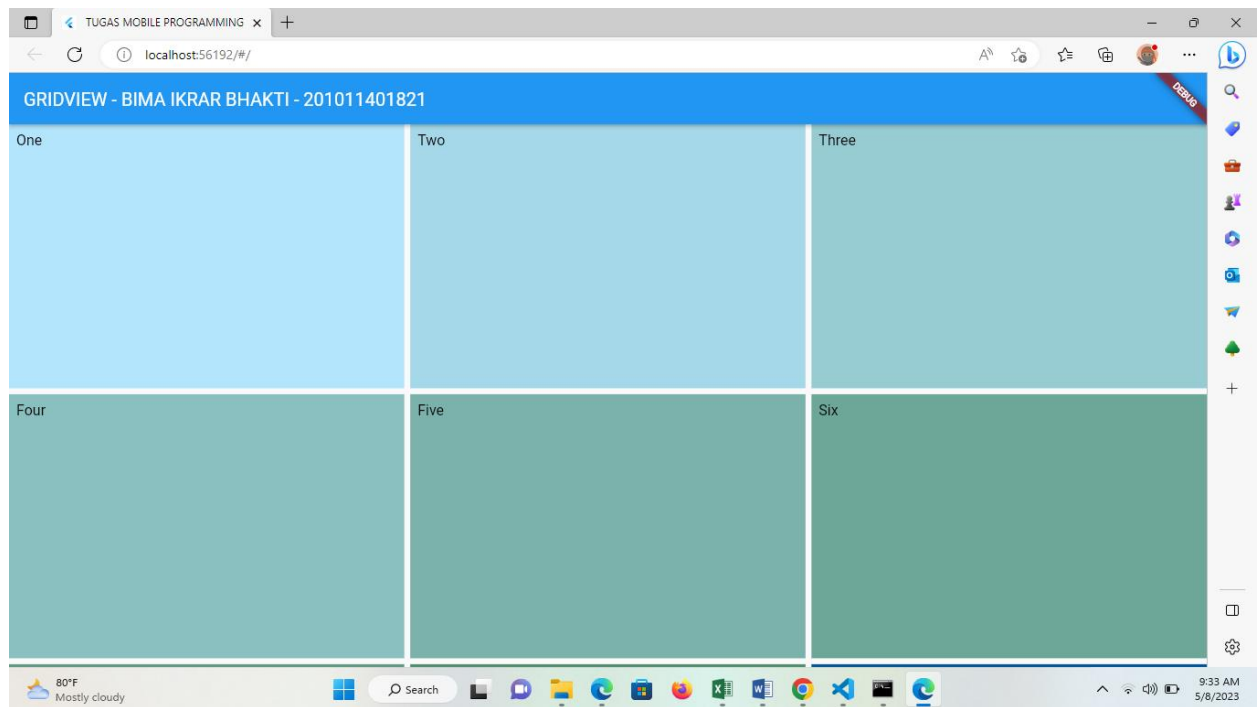 TUGAS MOBILE PROGRAMMING
localhost:56192/#/
GRIDVIEW - BIMA IKRAR BHAKTI - 201011401821
DEBUG
One
Two
Three
Four
Five
Six
80°F
Mostly cloudy
Search
9:33 AM
5/8/2023